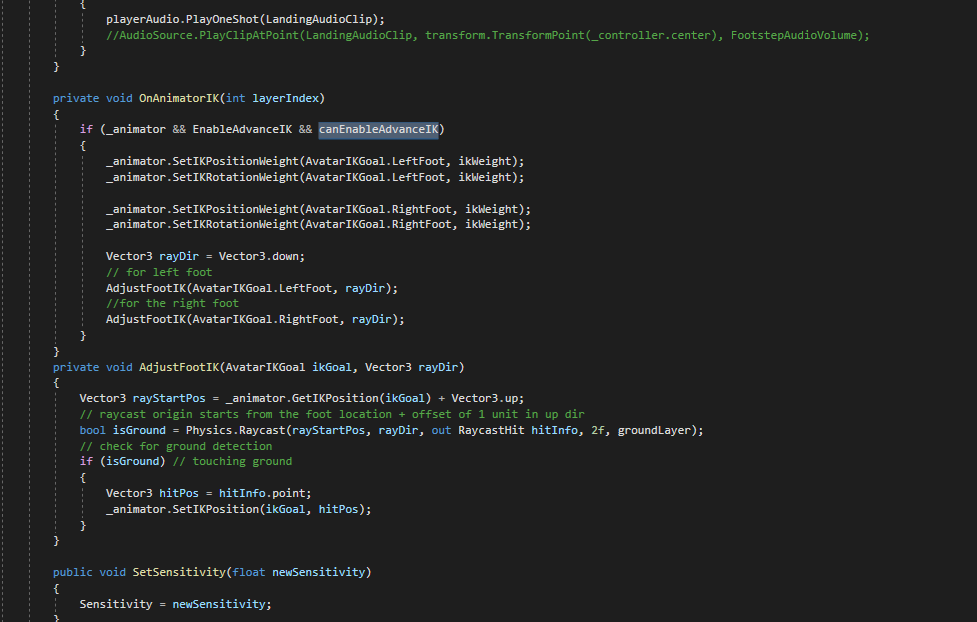 {
playerAudio.PlayOneShot(LandingAudioClip);
//AudioSource.PlayClipAtPoint(LandingAudioClip, transform.TransformPoint(_controller.center), FootstepAudioVolume);
}
}
private void OnAnimatorIK(int layerIndex)
{
if (_animator && EnableAdvanceIK && canEnableAdvanceIK)
{
_animator.SetIKPositionWeight(AvatarIKGoal.LeftFoot, ikWeight);
_animator.SetIKRotationWeight(AvatarIKGoal.LeftFoot, ikWeight);
_animator.SetIKPositionWeight(AvatarIKGoal.RightFoot, ikWeight);
_animator.SetIKRotationWeight(AvatarIKGoal.RightFoot, ikWeight);
Vector3 rayDir = Vector3.down;
// for left foot
AdjustFootIK(AvatarIKGoal.LeftFoot, rayDir);
//for the right foot
AdjustFootIK(AvatarIKGoal.RightFoot, rayDir);
}
}
private void AdjustFootIK(AvatarIKGoal ikGoal, Vector3 rayDir)
{
Vector3 rayStartPos = _animator.GetIKPosition(ikGoal) + Vector3.up;
// raycast origin starts from the foot location + offset of 1 unit in up dir
bool isGround = Physics.Raycast(rayStartPos, rayDir, out RaycastHit hitInfo, 2f, groundLayer);
// check for ground detection
if (isGround) // touching ground
{
Vector3 hitPos = hitInfo.point;
_animator.SetIKPosition(ikGoal, hitPos);
}
}
public void SetSensitivity(float newSensitivity)
{
Sensitivity = newSensitivity;
}